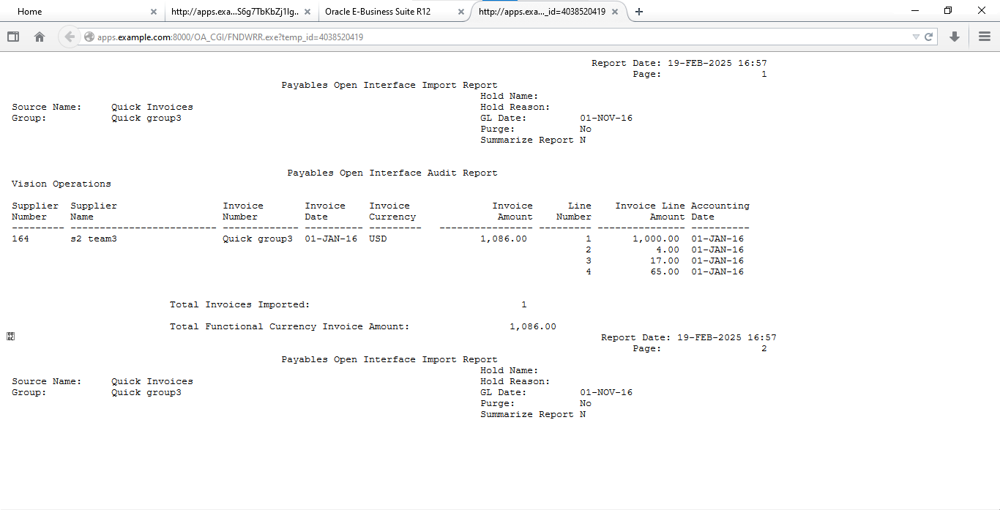 Home
http://apps.exa...S6g7TbKbZj1Ig..
Oracle E-Business Suite R12
http://apps.exa..._id=4038520419
apps.example.com:8000/OA_CGI/FNDWRR.exe?temp_id=4038520419
Report Date: 19-FEB-2025 16:57
Page: 1
Payables Open Interface Import Report
Hold Name:
Source Name: Quick Invoices Hold Reason:
Group: Quick group3 GL Date: 01-NOV-16
Purge: No
Summarize Report N
Payables Open Interface Audit Report
Vision Operations
Supplier Supplier Invoice Invoice Invoice Invoice Line Invoice Line Accounting
Number Name Number Date Currency Amount Number Amount Date
--------- ------------------------- ------------- ---------- --------- ---------------- --------- --------------- ----------
164 s2 team3 Quick group3 01-JAN-16 USD 1,086.00 1 1,000.00 01-JAN-16
2 4.00 01-JAN-16
3 17.00 01-JAN-16
4 65.00 01-JAN-16
Total Invoices Imported: 1
Total Functional Currency Invoice Amount: 1,086.00
Report Date: 19-FEB-2025 16:57
Page: 2
Payables Open Interface Import Report
Hold Name:
Source Name: Quick Invoices Hold Reason:
Group: Quick group3 GL Date: 01-NOV-16
Purge: No
Summarize Report N